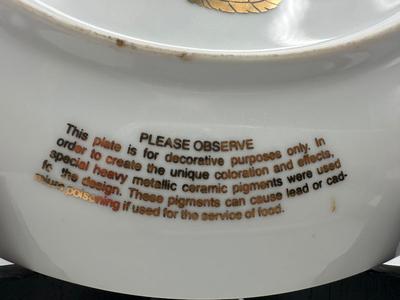 PLEASE OBSERVE
This plate is for decorative purposes only. In
order to create the unique coloration and effects,
special heavy metallic ceramic pigments were used
fo the design. These pigments can cause lead or cad-
mium poisoning if used for the service of food.